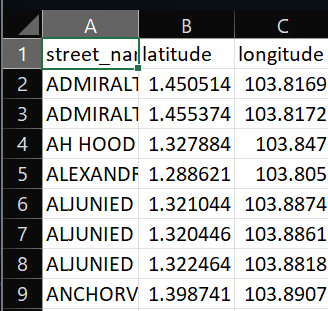 A B C
1 street_nar latitude longitude
2 ADMIRALT 1.450514 103.8169
3 ADMIRALT 1.455374 103.8172
4 AH HOOD 1.327884 103.847
5 ALEXANDR 1.288621 103.805
6 ALJUNIED 1.321044 103.8874
7 ALJUNIED 1.320446 103.8861
8 ALJUNIED 1.322464 103.8818
9 ANCHORV 1.398741 103.8907